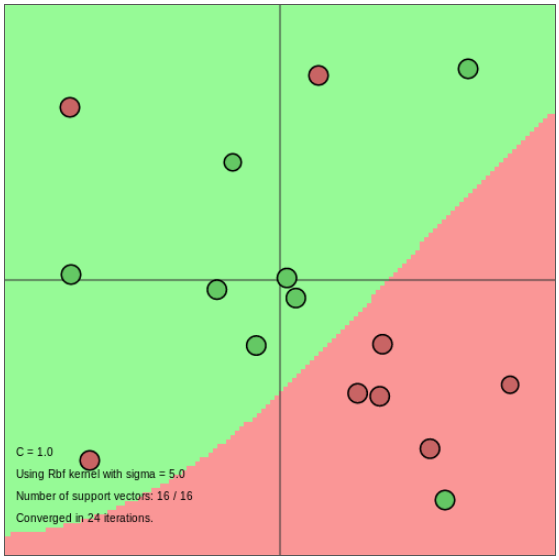 C = 1.0
Using Rbf kernel with sigma = 5.0
Number of support vectors: 16 / 16
Converged in 24 iterations.